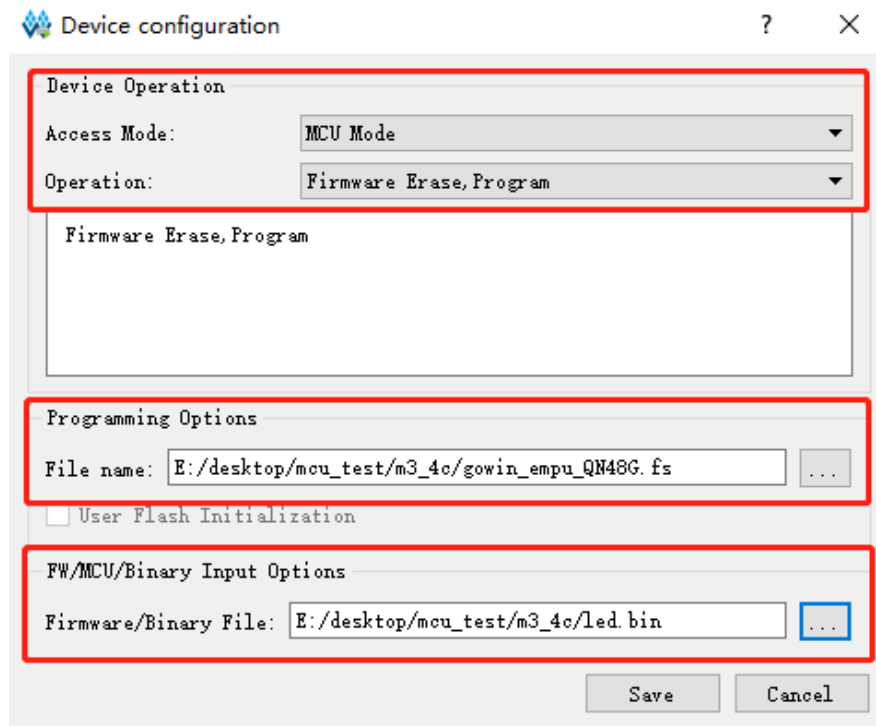 Device configuration ? ×
Device Operation
Access Mode: MCU Mode
Operation: Firmware Erase,Program
Firmware Erase,Program
Programming Options
File name: E:/desktop/mcu_test/m3_4c/gowin_empu_QN48G.fs ...
User Flash Initialization
FW/MCU/Binary Input Options
Firmware/Binary File: E:/desktop/mcu_test/m3_4c/led.bin ...
Save Cancel